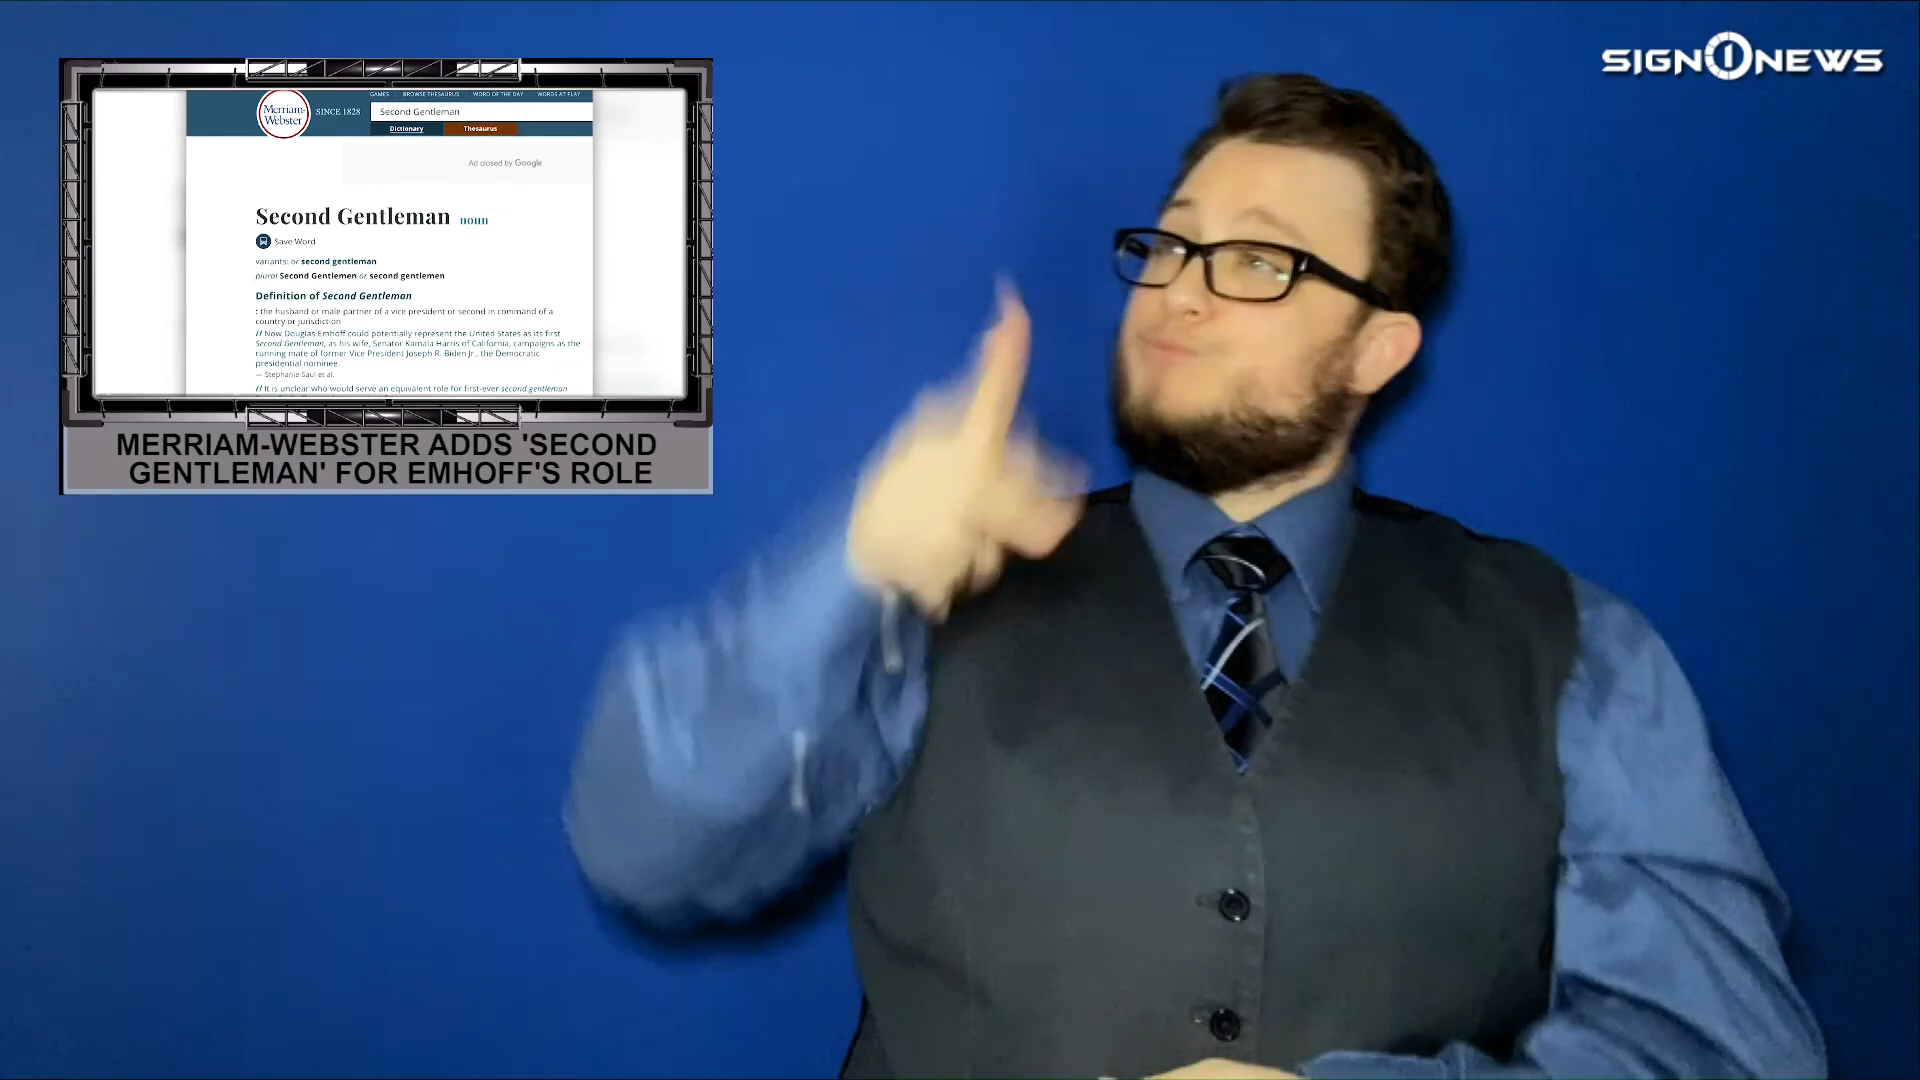 SIGN1NEWS
GAMES BROWSE THESAURUS WORD OF THE DAY WORDS AT PLAY
Merriam-
Webster
SINCE 1828
Second Gentleman
Dictionary Thesaurus
Ad closed by Google
Second Gentleman noun
Save Word
variants: or second gentleman
plural Second Gentlemen or second gentlemen
Definition of Second Gentleman
: the husband or male partner of a vice president or second in command of a
country or jurisdiction
// Now Douglas Emhoff could potentially represent the United States as its first
Second Gentleman, as his wife, Senator Kamala Harris of California, campaigns as the
running mate of former Vice President Joseph R. Biden Jr., the Democratic
presidential nominee.
— Stephanie Saul et al.
// It is unclear who would serve an equivalent role for first-ever second gentleman
MERRIAM-WEBSTER ADDS 'SECOND
GENTLEMAN' FOR EMHOFF'S ROLE